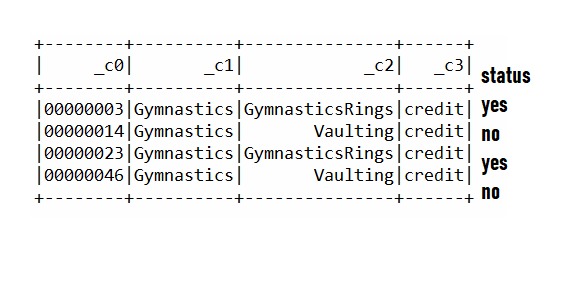 +--------+----------+--------------+------+
|     _c0|       _c1|           _c2|   _c3| status
+--------+----------+--------------+------+
|00000003|Gymnastics|GymnasticsRings|credit| yes
|00000014|Gymnastics|       Vaulting|credit| no
|00000023|Gymnastics|GymnasticsRings|credit| yes
|00000046|Gymnastics|       Vaulting|credit| no
+--------+----------+--------------+------+